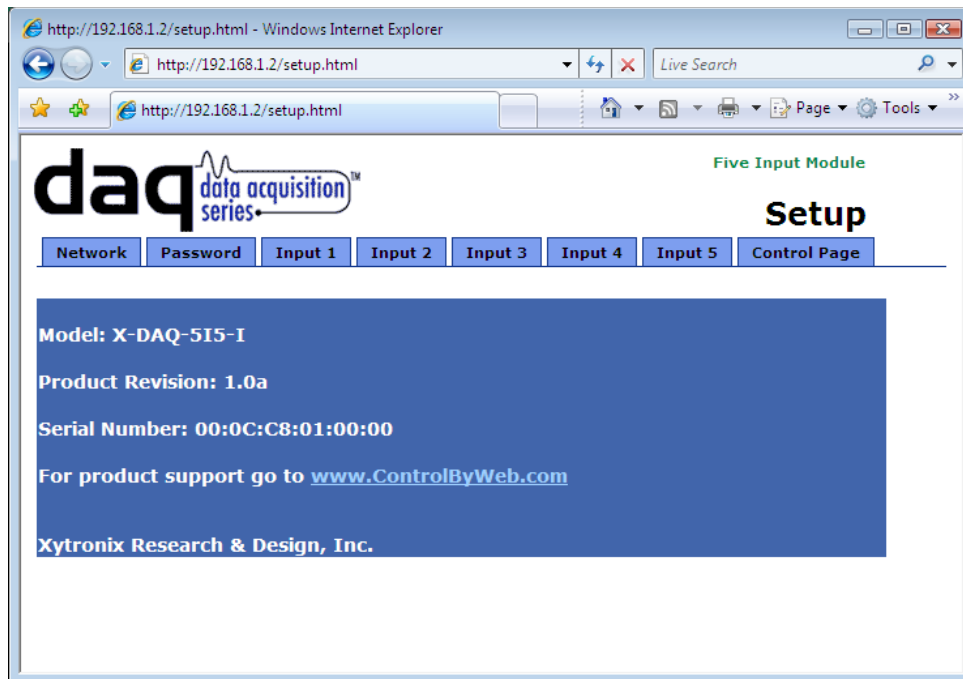 http://192.168.1.2/setup.html - Windows Internet Explorer
http://192.168.1.2/setup.html Live Search
http://192.168.1.2/setup.html Page Tools »
daq data acquisition series ™
Five Input Module
Setup
Network Password Input 1 Input 2 Input 3 Input 4 Input 5 Control Page
Model: X-DAQ-5I5-I
Product Revision: 1.0a
Serial Number: 00:0C:C8:01:00:00
For product support go to www.ControlByWeb.com
Xytronix Research & Design, Inc.